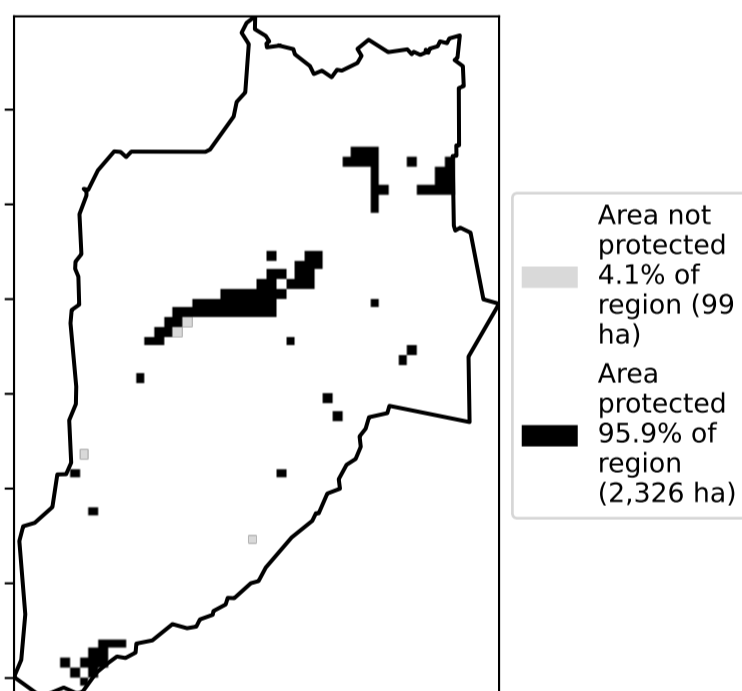 Area not
protected
4.1% of
region (99
ha)
Area
protected
95.9% of
region
(2,326 ha)